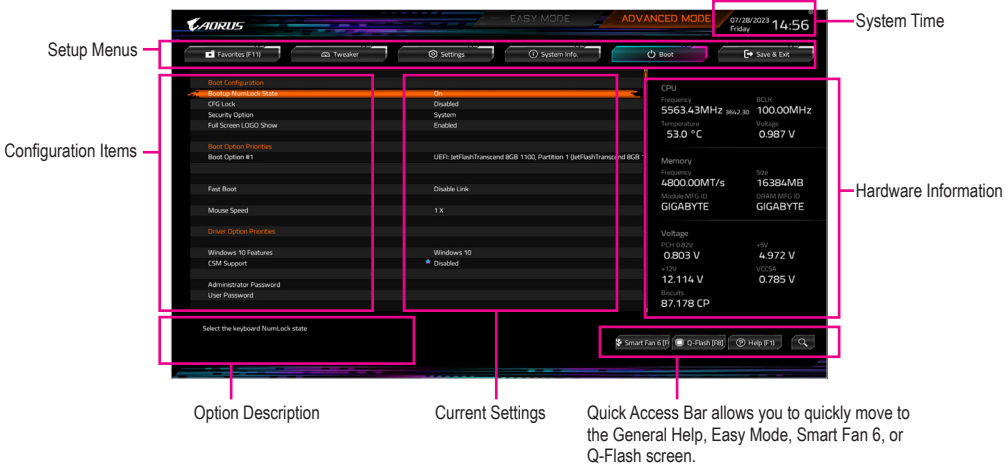 AORUS
EASY MODE
ADVANCED MODE
07/28/2023
Friday
14:56
System Time
Setup Menus
Favorites (F11)
Tweaker
Settings
System Info.
Boot
Save & Exit
Boot Configuration
Bootup NumLock State On
CFG Lock Disabled
Security Option System
Full Screen LOGO Show Enabled
Boot Option Priorities
Boot Option #1 UEFI: JetFlashTranscend 8GB 1100, Partition 1 (JetFlashTranscend 8GB 1
Fast Boot Disable Link
Mouse Speed 1 X
Driver Option Priorities
Windows 10 Features Windows 10
CSM Support Disabled
Administrator Password
User Password
Configuration Items
CPU
Frequency BCLK
5563.43MHz 3642.30 100.00MHz
Temperature Voltage
53.0 °C 0.987 V
Memory
Frequency Size
4800.00MT/s 16384MB
Module MFG ID DRAM MFG ID
GIGABYTE GIGABYTE
Voltage
PCH 0.82V +5V
0.803 V 4.972 V
+12V VCCSA
12.114 V 0.785 V
Biscuits
87.178 CP
Hardware Information
Select the keyboard NumLock state
Smart Fan 6 [F
Q-Flash [F8]
Help (F1)
Option Description
Current Settings
Quick Access Bar allows you to quickly move to
the General Help, Easy Mode, Smart Fan 6, or
Q-Flash screen.